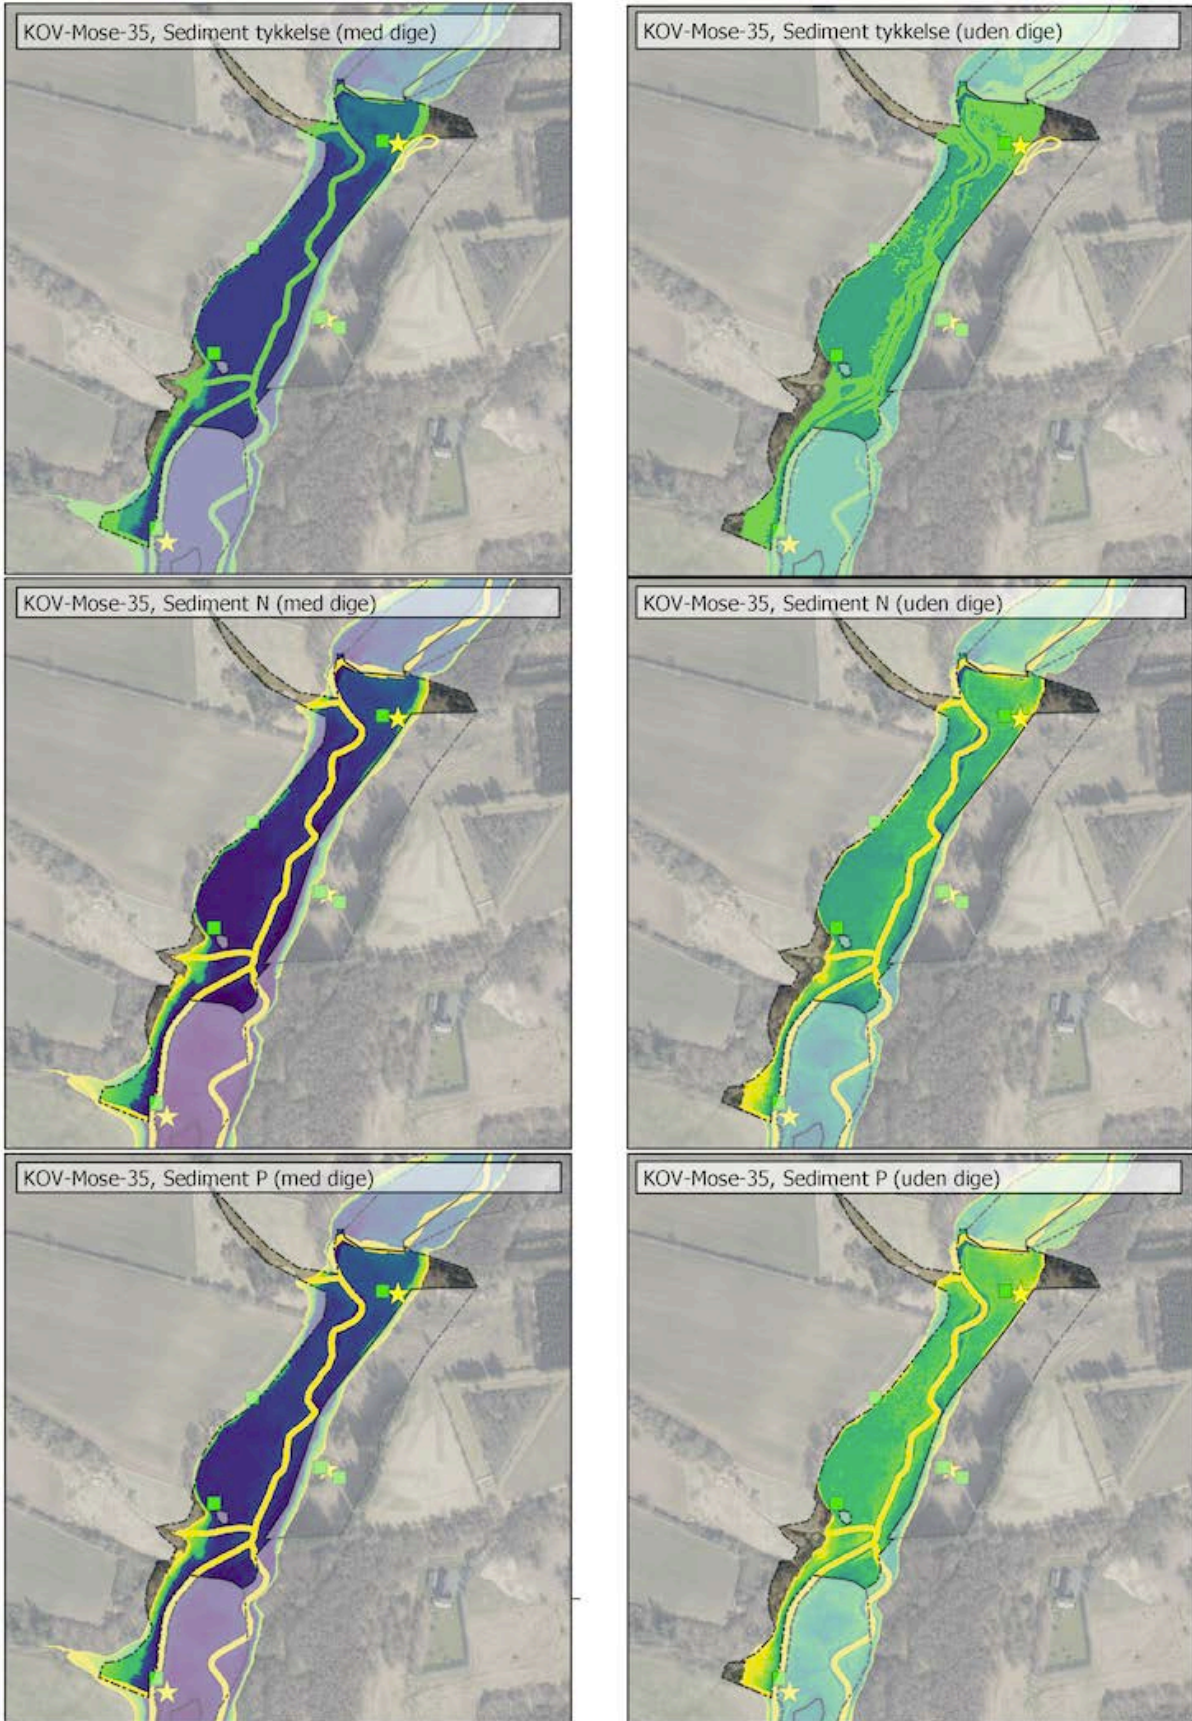 KOV-Mose-35, Sediment tykkelse (med dige)
KOV-Mose-35, Sediment tykkelse (uden dige)
KOV-Mose-35, Sediment N (med dige)
KOV-Mose-35, Sediment N (uden dige)
KOV-Mose-35, Sediment P (med dige)
KOV-Mose-35, Sediment P (uden dige)